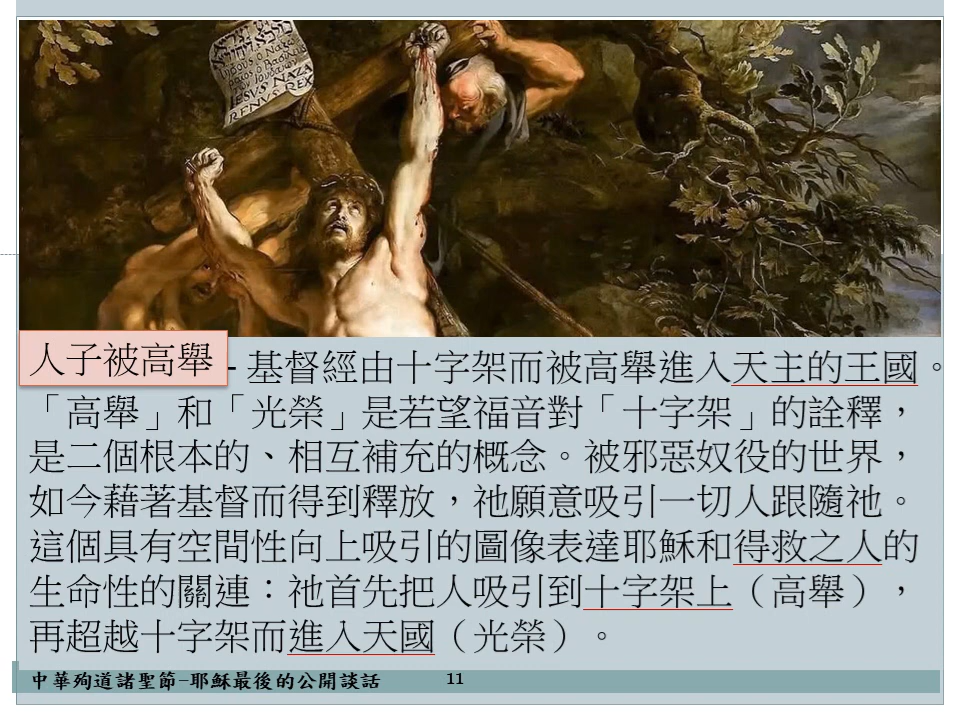 IESVS NAZA
RENVS REX
人子被高舉 - 基督經由十字架而被高舉進入天主的王國。
「高舉」和「光榮」是若望福音對「十字架」的詮釋，
是二個根本的、相互補充的概念。被邪惡奴役的世界，
如今藉著基督而得到釋放，祂願意吸引一切人跟隨祂。
這個具有空間性向上吸引的圖像表達耶穌和得救之人的
生命性的關連：祂首先把人吸引到十字架上（高舉），
再超越十字架而進入天國（光榮）。
中華殉道諸聖節-耶穌最後的公開談話 11